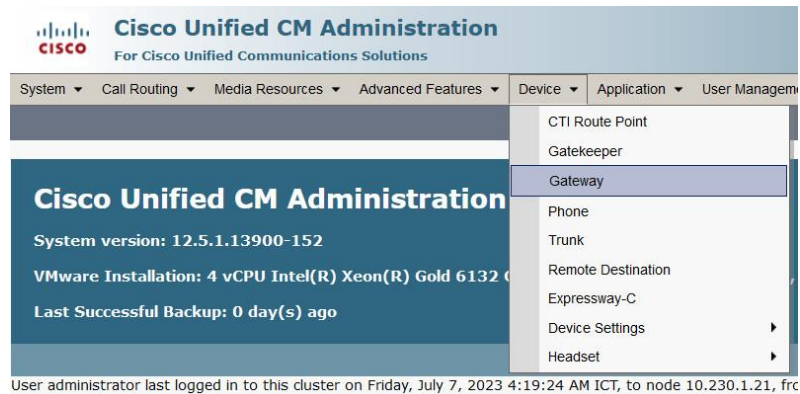 Cisco Unified CM Administration
CISCO
For Cisco Unified Communications Solutions
System Call Routing Media Resources Advanced Features Device Application User Managem
CTI Route Point
Gatekeeper
Gateway
Phone
Trunk
Remote Destination
Expressway-C
Device Settings
Headset
Cisco Unified CM Administration
System version: 12.5.1.13900-152
VMware Installation: 4 vCPU Intel(R) Xeon(R) Gold 6132
Last Successful Backup: 0 day(s) ago
User administrator last logged in to this cluster on Friday, July 7, 2023 4:19:24 AM ICT, to node 10.230.1.21, fro